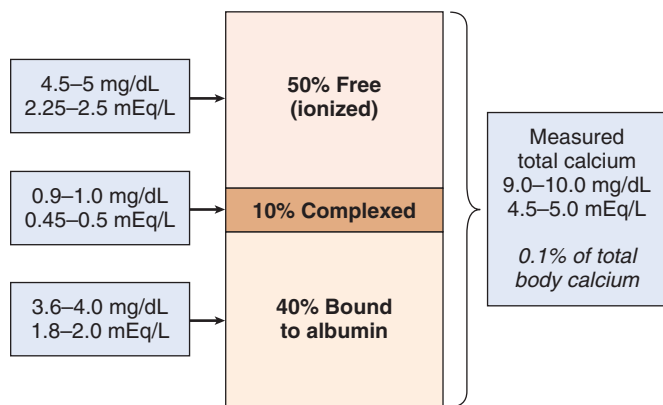 4.5–5 mg/dL
2.25–2.5 mEq/L
50% Free
(ionized)
0.9–1.0 mg/dL
0.45–0.5 mEq/L
10% Complexed
3.6–4.0 mg/dL
1.8–2.0 mEq/L
40% Bound
to albumin
Measured
total calcium
9.0–10.0 mg/dL
4.5–5.0 mEq/L
0.1% of total
body calcium